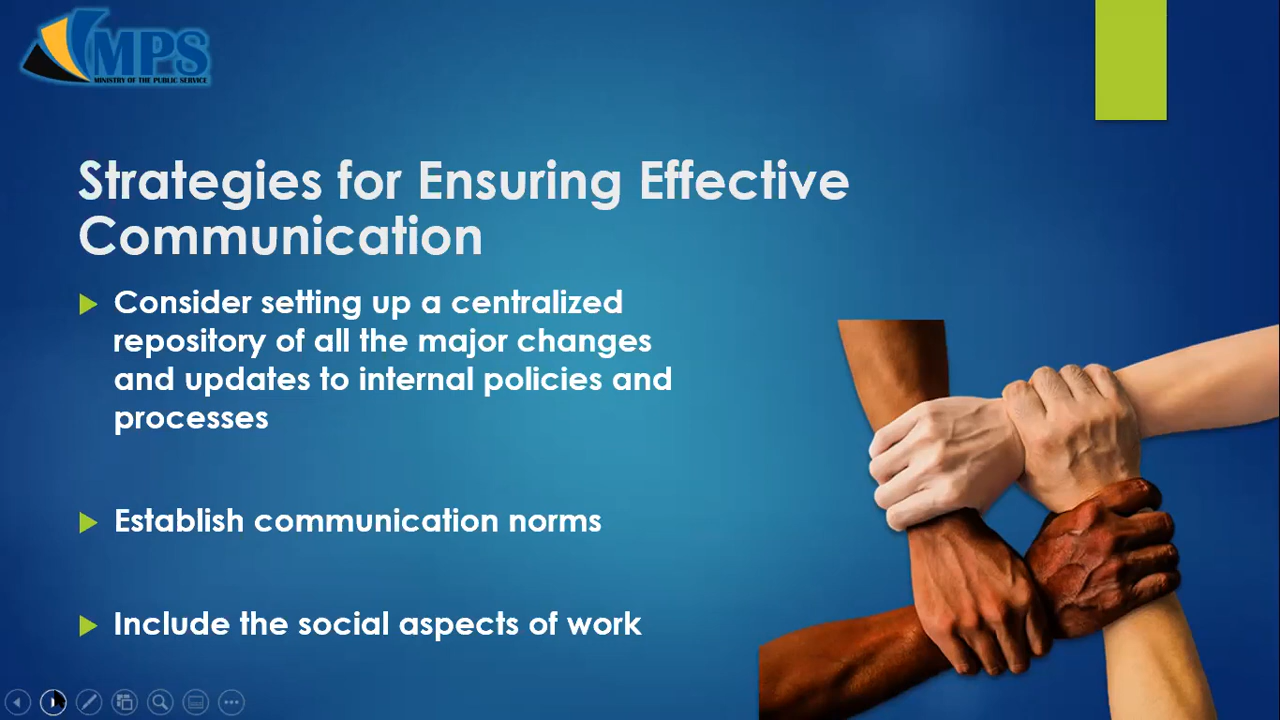 MPS
MINISTRY OF THE PUBLIC SERVICE
Strategies for Ensuring Effective
Communication
Consider setting up a centralized
repository of all the major changes
and updates to internal policies and
processes
Establish communication norms
Include the social aspects of work